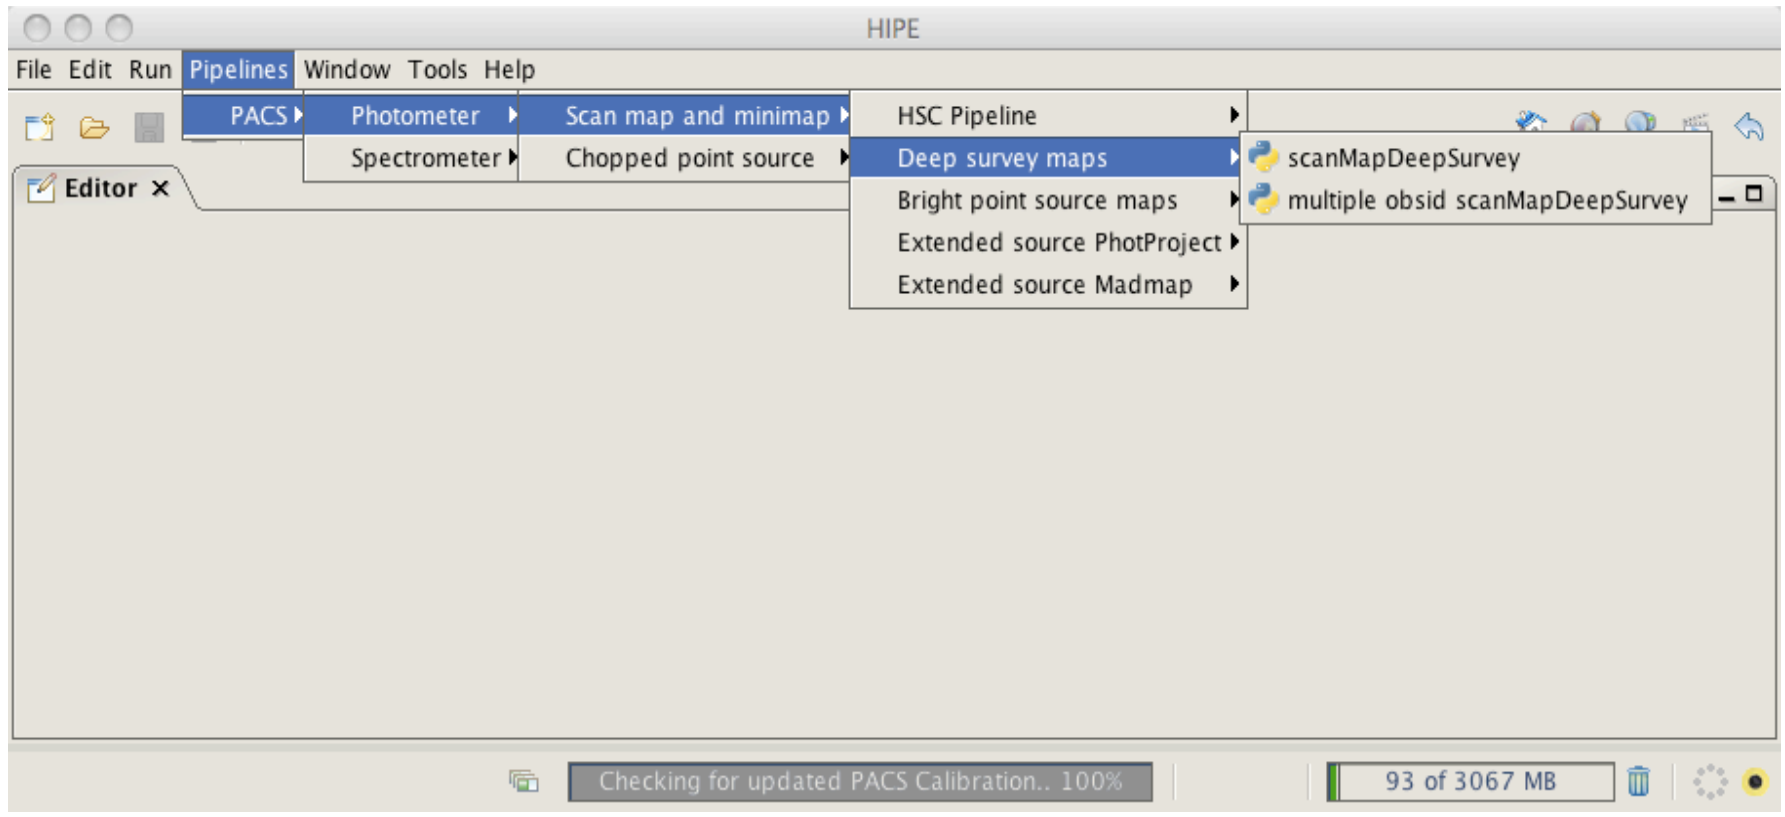 HIPE
File Edit Run Pipelines Window Tools Help
PACS Photometer Scan map and minimap HSC Pipeline
Spectrometer Chopped point source Deep survey maps scanMapDeepSurvey
Editor Bright point source maps multiple obsid scanMapDeepSurvey
Extended source PhotProject
Extended source Madmap
Checking for updated PACS Calibration.. 100% 93 of 3067 MB